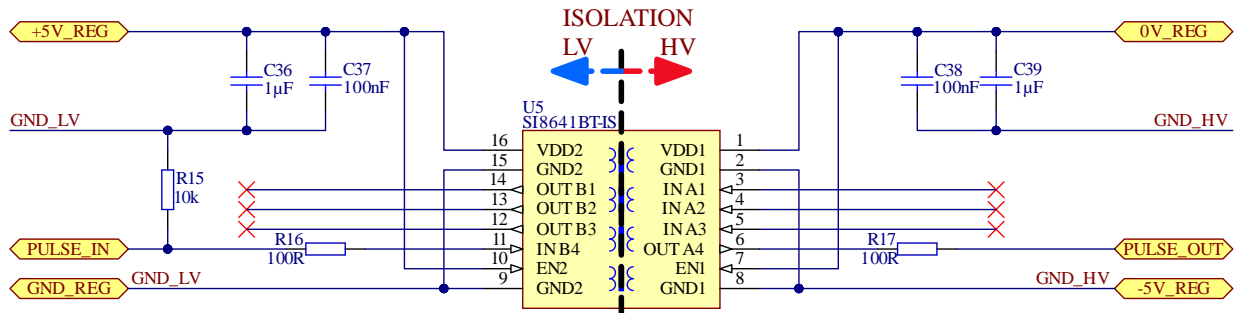 ISOLATION
LV HV
+5V_REG
0V_REG
C36
1µF
C37
100nF
C38
100nF
C39
1µF
GND_LV
GND_HV
U5
SI8641BT-IS
16 VDD2 VDD1 1
15 GND2 GND1 2
14 OUT B1 IN A1 3
13 OUT B2 IN A2 4
12 OUT B3 IN A3 5
11 IN B4 OUT A4 6
10 EN2 EN1 7
9 GND2 GND1 8
R15
10k
PULSE_IN
R16
100R
R17
100R
PULSE_OUT
GND_REG
GND_LV
GND_HV
-5V_REG